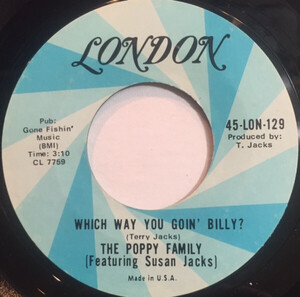 LONDON
Pub:
Gone Fishin'
Music
(BMI)
Time: 3:10
CL 7759
45-LON-129
Produced by:
T. Jacks
WHICH WAY YOU GOIN' BILLY?
(Terry Jacks)
THE POPPY FAMILY
(Featuring Susan Jacks)
Made in U.S.A.